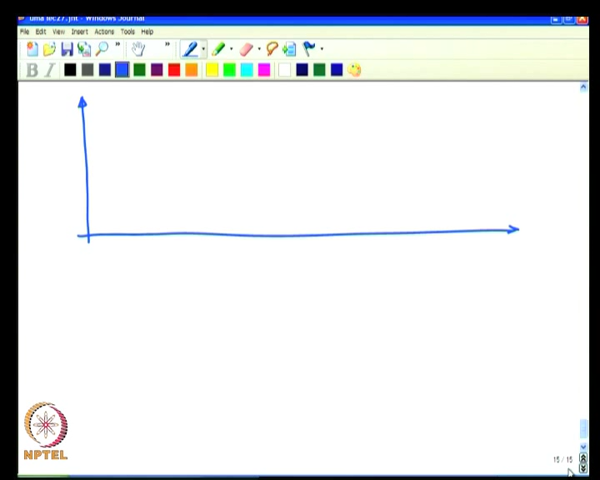 uma lec27.jnt - Windows Journal
File Edit View Insert Actions Tools Help
B I
15 / 15
NPTEL